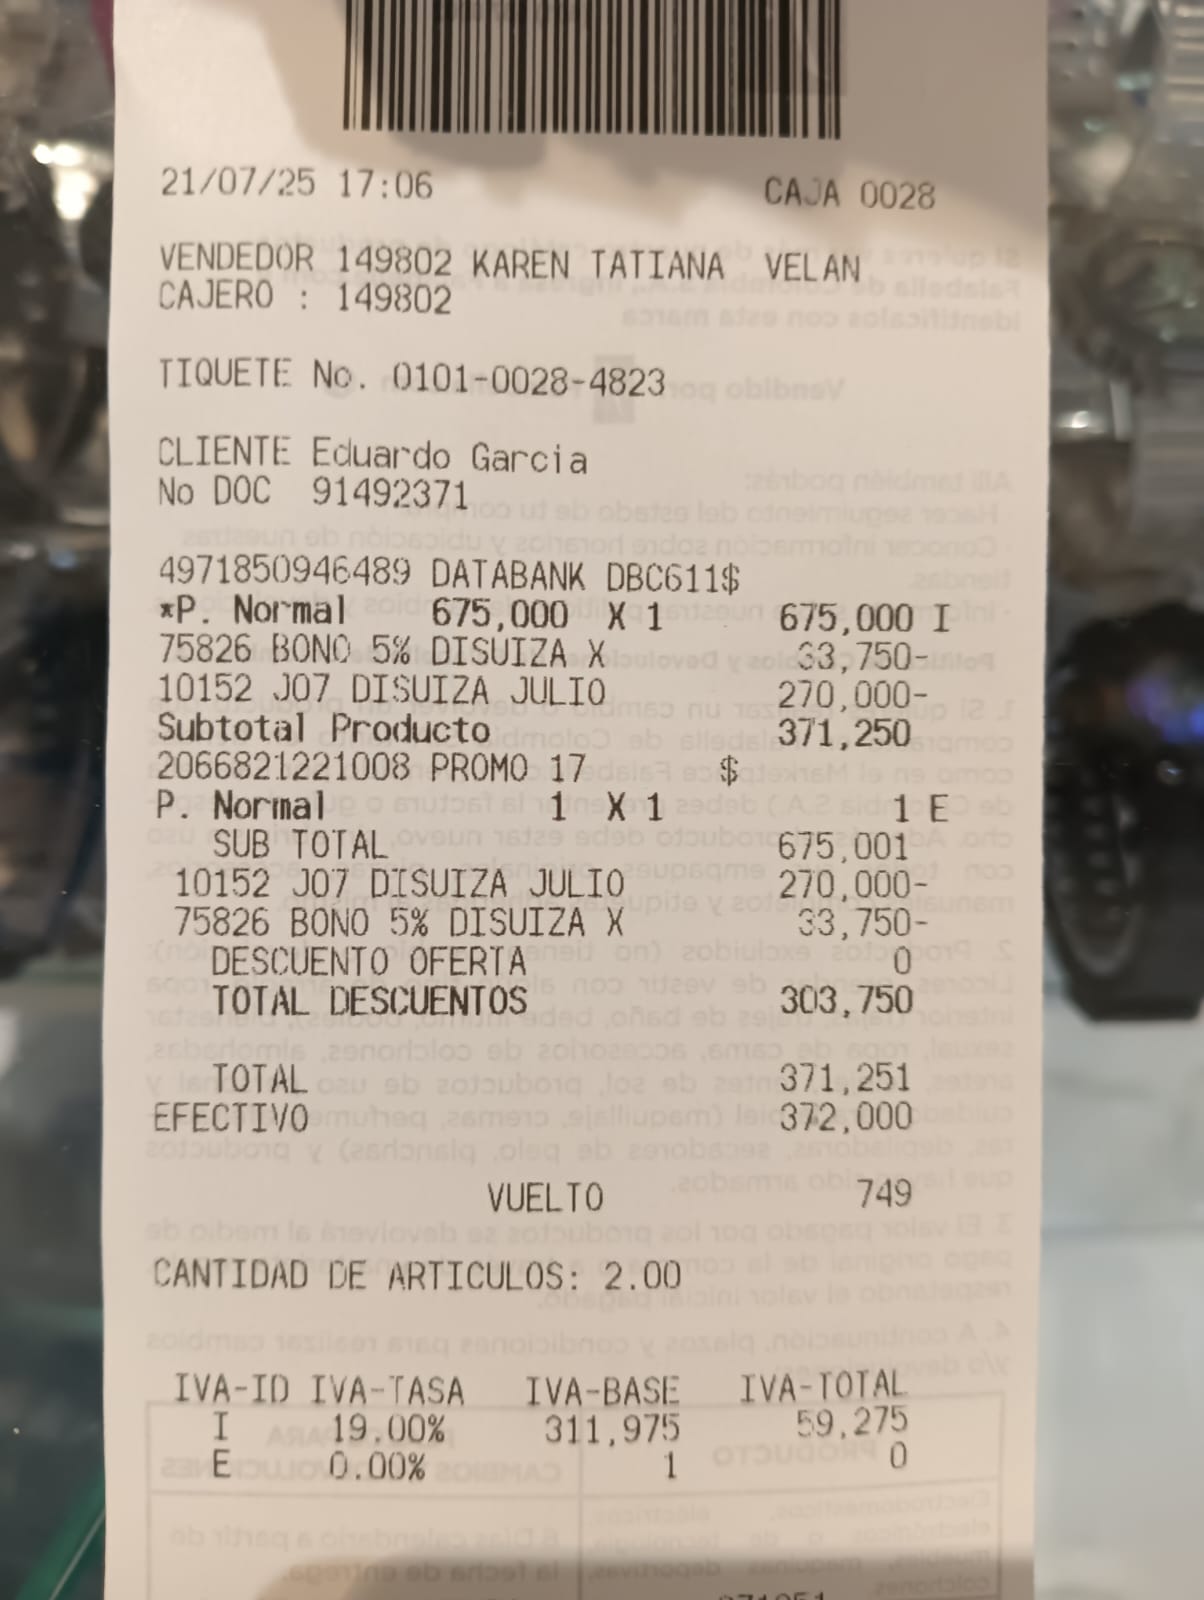 21/07/25 17:06 CAJA 0028
VENDEDOR 149802 KAREN TATIANA VELAN
CAJERO : 149802
TIQUETE No. 0101-0028-4823
CLIENTE Eduardo Garcia
No DOC 91492371
4971850946489 DATABANK DBC611$
*P. Normal 675,000 X 1 675,000 I
75826 BONO 5% DISUIZA X 33,750-
10152 J07 DISUIZA JULIO 270,000-
Subtotal Producto 371,250
2066821221008 PROMO 17 $
P. Normal 1 X 1 1 E
SUB TOTAL 675,001
10152 J07 DISUIZA JULIO 270,000-
75826 BONO 5% DISUIZA X 33,750-
DESCUENTO OFERTA 0
TOTAL DESCUENTOS 303,750
TOTAL 371,251
EFECTIVO 372,000
VUELTO 749
CANTIDAD DE ARTICULOS: 2.00
IVA-ID IVA-TASA IVA-BASE IVA-TOTAL
I 19.00% 311,975 59,275
E 0.00% 1 0